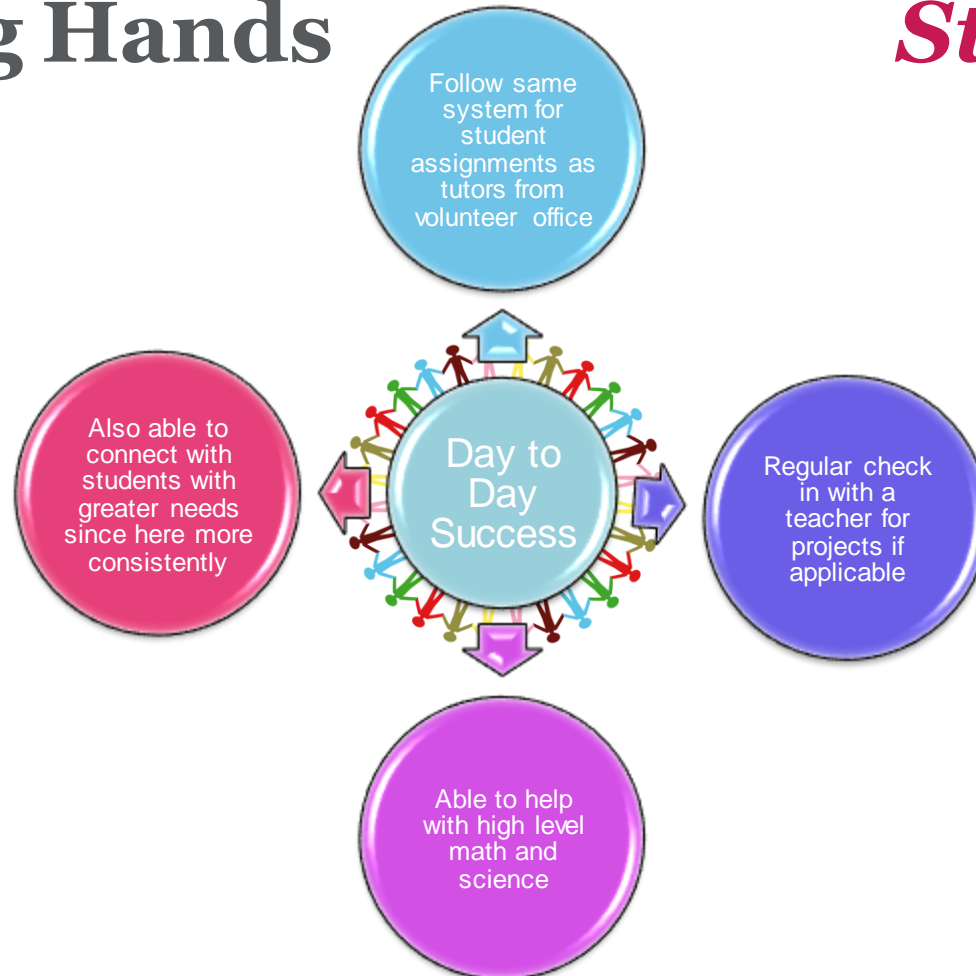 g Hands
St
Follow same
system for
student
assignments as
tutors from
volunteer office
Also able to
connect with
students with
greater needs
since here more
consistently
Day to
Day
Success
Regular check
in with a
teacher for
projects if
applicable
Able to help
with high level
math and
science